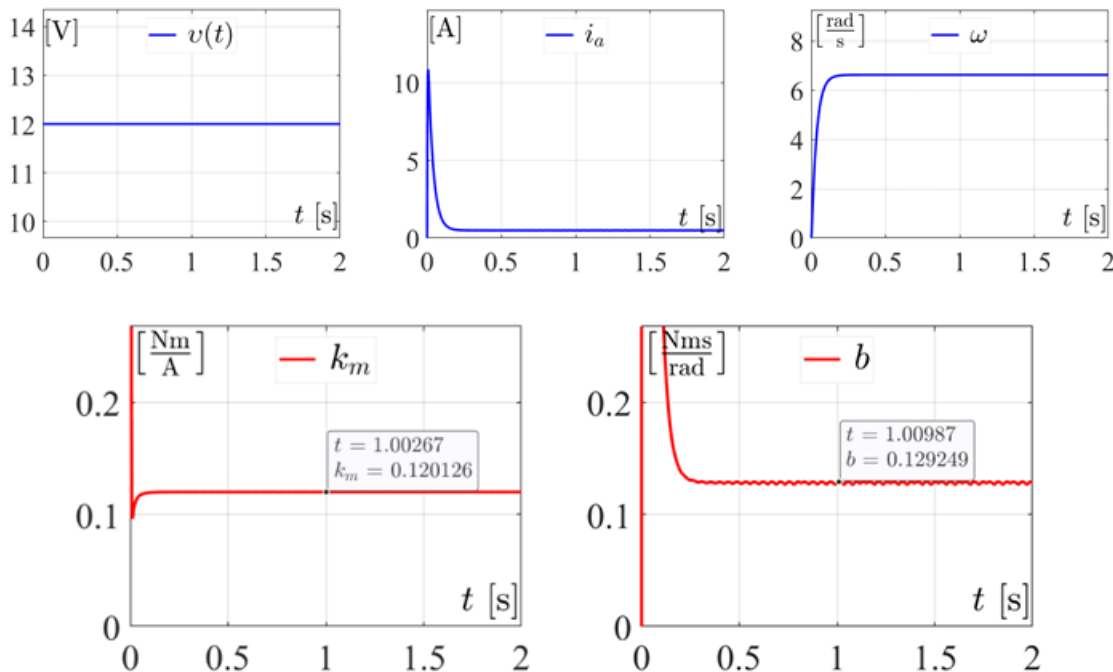 [V] v(t)
14
13
12
11
10
t [s]
0 0.5 1 1.5 2
[A] i_a
10
5
0
t [s]
0 0.5 1 1.5 2
[rad/s] ω
8
6
4
2
0
t [s]
0 0.5 1 1.5 2
[Nm/A] k_m
0.2
t = 1.00267
k_m = 0.120126
0.1
t [s]
0
0 0.5 1 1.5 2
[Nms/rad] b
0.2
t = 1.00987
b = 0.129249
0.1
t [s]
0
0 0.5 1 1.5 2